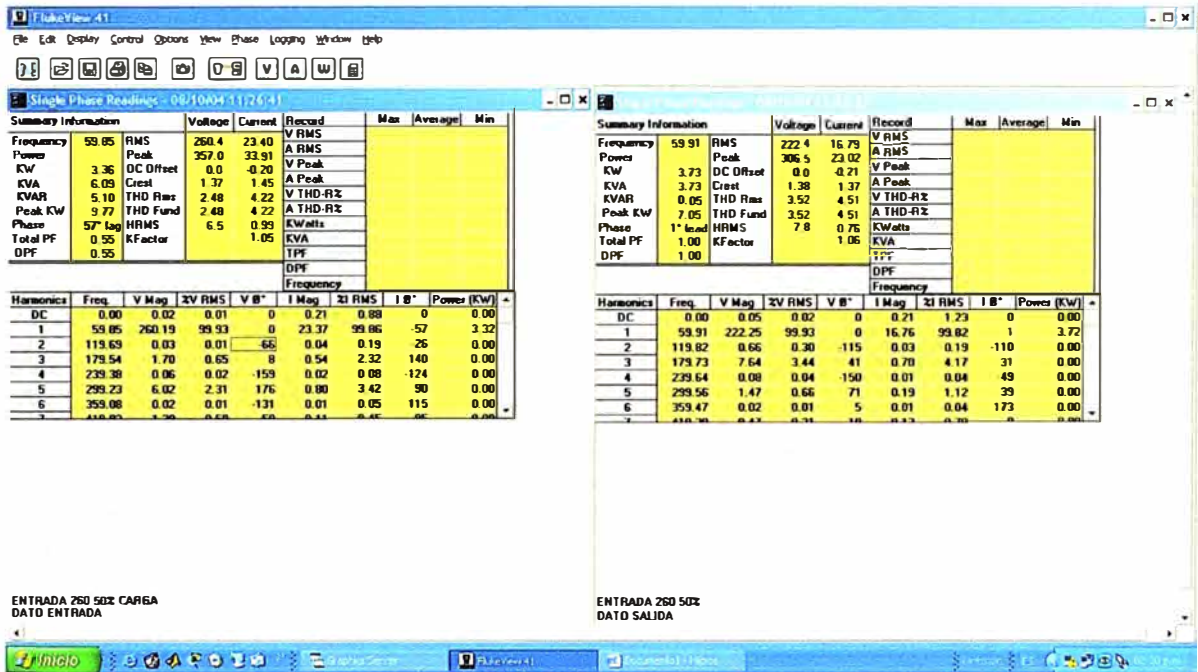 FlukeView 41
File Edit Display Control Options View Phase Logging Window Help
V A W
Single Phase Readings - 08/10/04 11:26:41
Summary Information Voltage Current Record Max Average Min
Frequency 59.85 RMS 260.4 23.40 V RMS
Power Peak 357.0 33.91 A RMS
KW 3.36 DC Offset 0.0 -0.20 V Peak
KVA 6.09 Crest 1.37 1.45 A Peak
KVAR 5.10 THD Rms 2.48 4.22 V THD-R%
Peak KW 9.77 THD Fund 2.48 4.22 A THD-R%
Phase 57° lag HRMS 6.5 0.99 KWatts
Total PF 0.55 KFactor 1.05 KVA
DPF 0.55 TPF
DPF
Frequency
Harmonics Freq. V Mag %V RMS V Ø° I Mag %I RMS I Ø° Power (KW)
DC 0.00 0.02 0.01 0 0.21 0.88 0 0.00
1 59.85 260.19 99.93 0 23.37 99.86 -57 3.32
2 119.69 0.03 0.01 -66 0.04 0.19 26 0.00
3 179.54 1.70 0.65 8 0.54 2.32 140 0.00
4 239.38 0.06 0.02 -159 0.02 0.08 -124 0.00
5 299.23 6.02 2.31 176 0.80 3.42 90 0.00
6 359.08 0.02 0.01 -131 0.01 0.05 115 0.00
ENTRADA 260 50% CARGA
DATO ENTRADA
Summary Information Voltage Current Record Max Average Min
Frequency 59.91 RMS 222.4 16.79 V RMS
Power Peak 306.5 23.02 A RMS
KW 3.73 DC Offset 0.0 -0.21 V Peak
KVA 3.73 Crest 1.38 1.37 A Peak
KVAR 0.05 THD Rms 3.52 4.51 V THD-R%
Peak KW 7.05 THD Fund 3.52 4.51 A THD-R%
Phase 1° lead HRMS 7.8 0.76 KWatts
Total PF 1.00 KFactor 1.06 KVA
DPF 1.00 TPF
DPF
Frequency
Harmonics Freq. V Mag %V RMS V Ø° I Mag %I RMS I Ø° Power (KW)
DC 0.00 0.05 0.02 0 0.21 1.23 0 0.00
1 59.91 222.25 99.93 0 16.76 99.82 1 3.72
2 119.82 0.66 0.30 -115 0.03 0.19 -110 0.00
3 179.73 7.64 3.44 41 0.70 4.17 31 0.00
4 239.64 0.08 0.04 -150 0.01 0.04 49 0.00
5 299.56 1.47 0.66 71 0.19 1.12 39 0.00
6 359.47 0.02 0.01 5 0.01 0.04 173 0.00
ENTRADA 260 50%
DATO SALIDA
Inicio Graphic Server FlukeView 41 ES